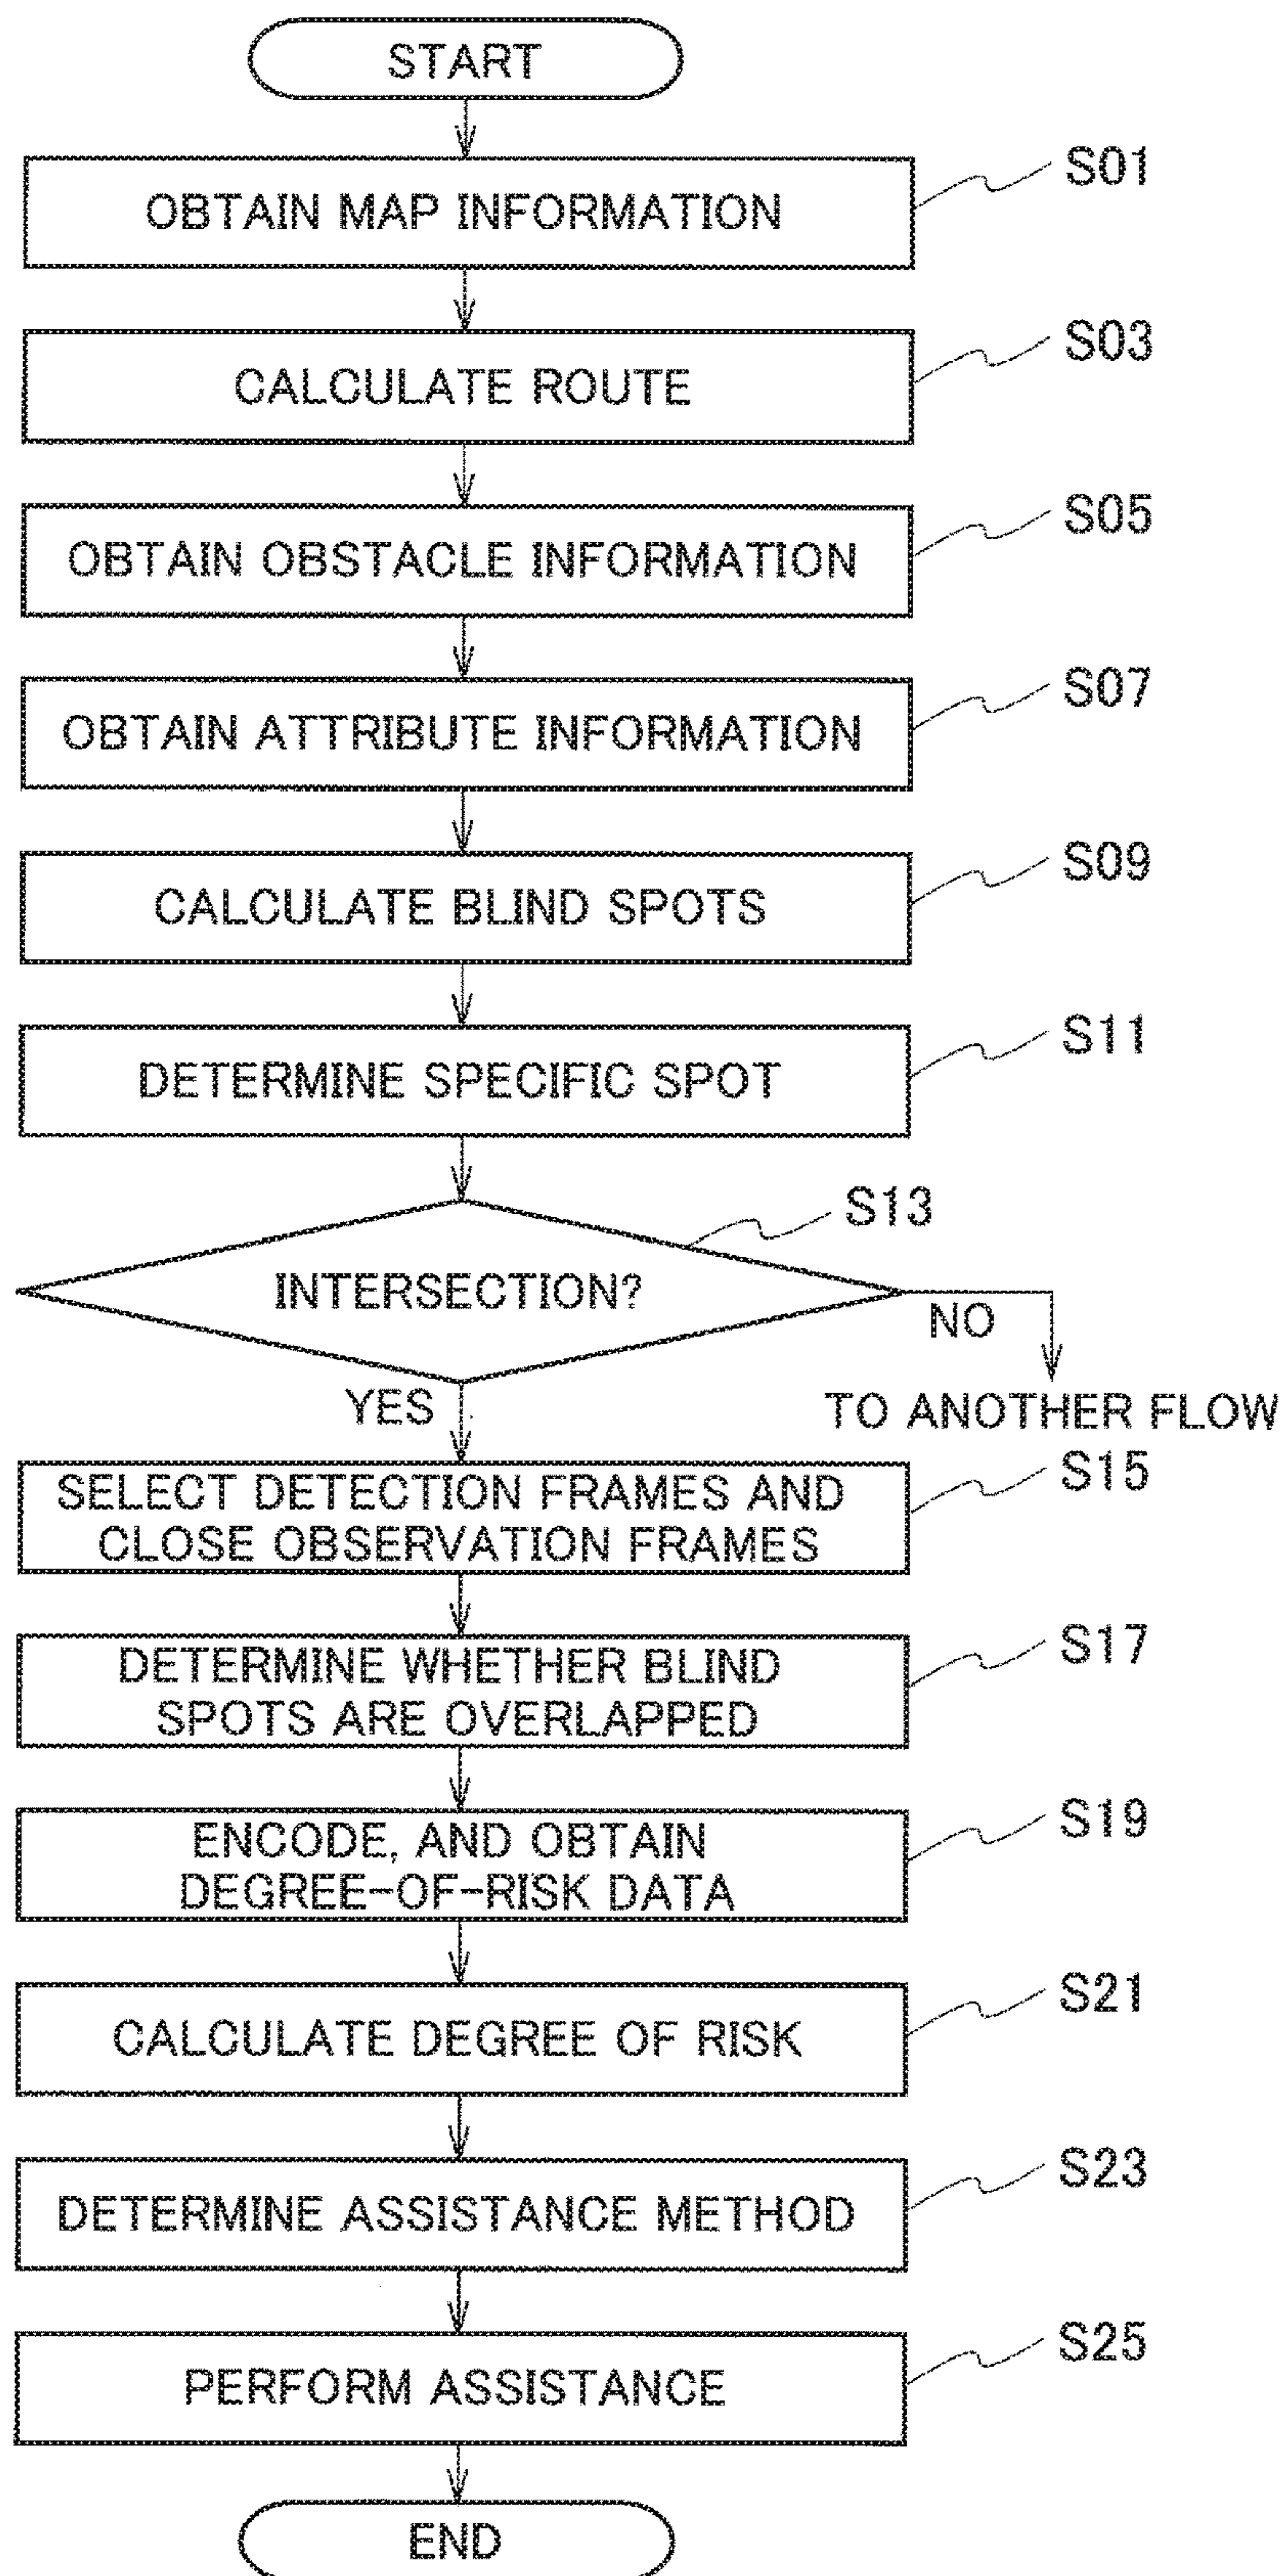 START
OBTAIN MAP INFORMATION
S01
CALCULATE ROUTE
S03
OBTAIN OBSTACLE INFORMATION
S05
OBTAIN ATTRIBUTE INFORMATION
S07
CALCULATE BLIND SPOTS
S09
DETERMINE SPECIFIC SPOT
S11
S13
INTERSECTION?
NO
YES
TO ANOTHER FLOW
SELECT DETECTION FRAMES AND
CLOSE OBSERVATION FRAMES
S15
DETERMINE WHETHER BLIND
SPOTS ARE OVERLAPPED
S17
ENCODE, AND OBTAIN
DEGREE-OF-RISK DATA
S19
CALCULATE DEGREE OF RISK
S21
DETERMINE ASSISTANCE METHOD
S23
PERFORM ASSISTANCE
S25
END